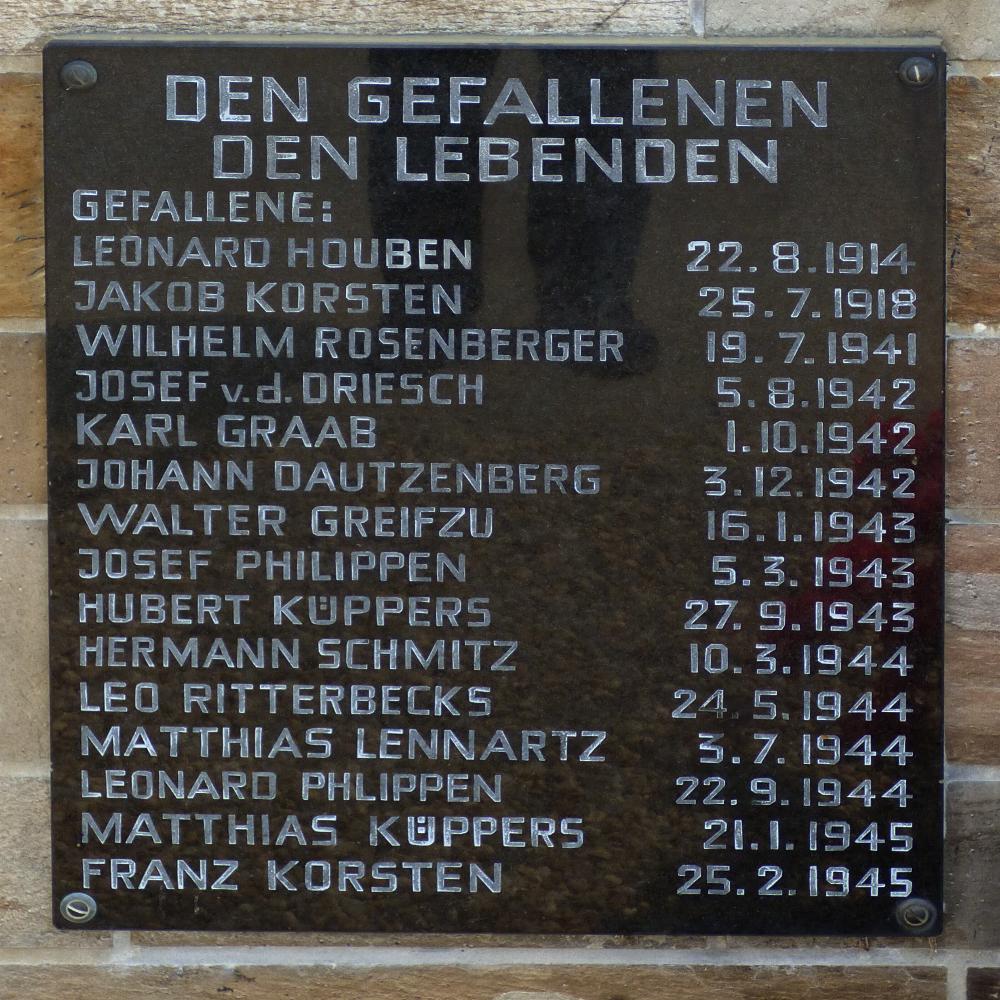 DEN GEFALLENEN
DEN LEBENDEN
GEFALLENE:
LEONARD HOUBEN 22.8.1914
JAKOB KORSTEN 25.7.1918
WILHELM ROSENBERGER 19.7.1941
JOSEF v.d. DRIESCH 5.8.1942
KARL GRAAB 1.10.1942
JOHANN DAUTZENBERG 3.12.1942
WALTER GREIFZU 16.1.1943
JOSEF PHILIPPEN 5.3.1943
HUBERT KÜPPERS 27.9.1943
HERMANN SCHMITZ 10.3.1944
LEO RITTERBECKS 24.5.1944
MATTHIAS LENNARTZ 3.7.1944
LEONARD PHLIPPEN 22.9.1944
MATTHIAS KÜPPERS 21.1.1945
FRANZ KORSTEN 25.2.1945